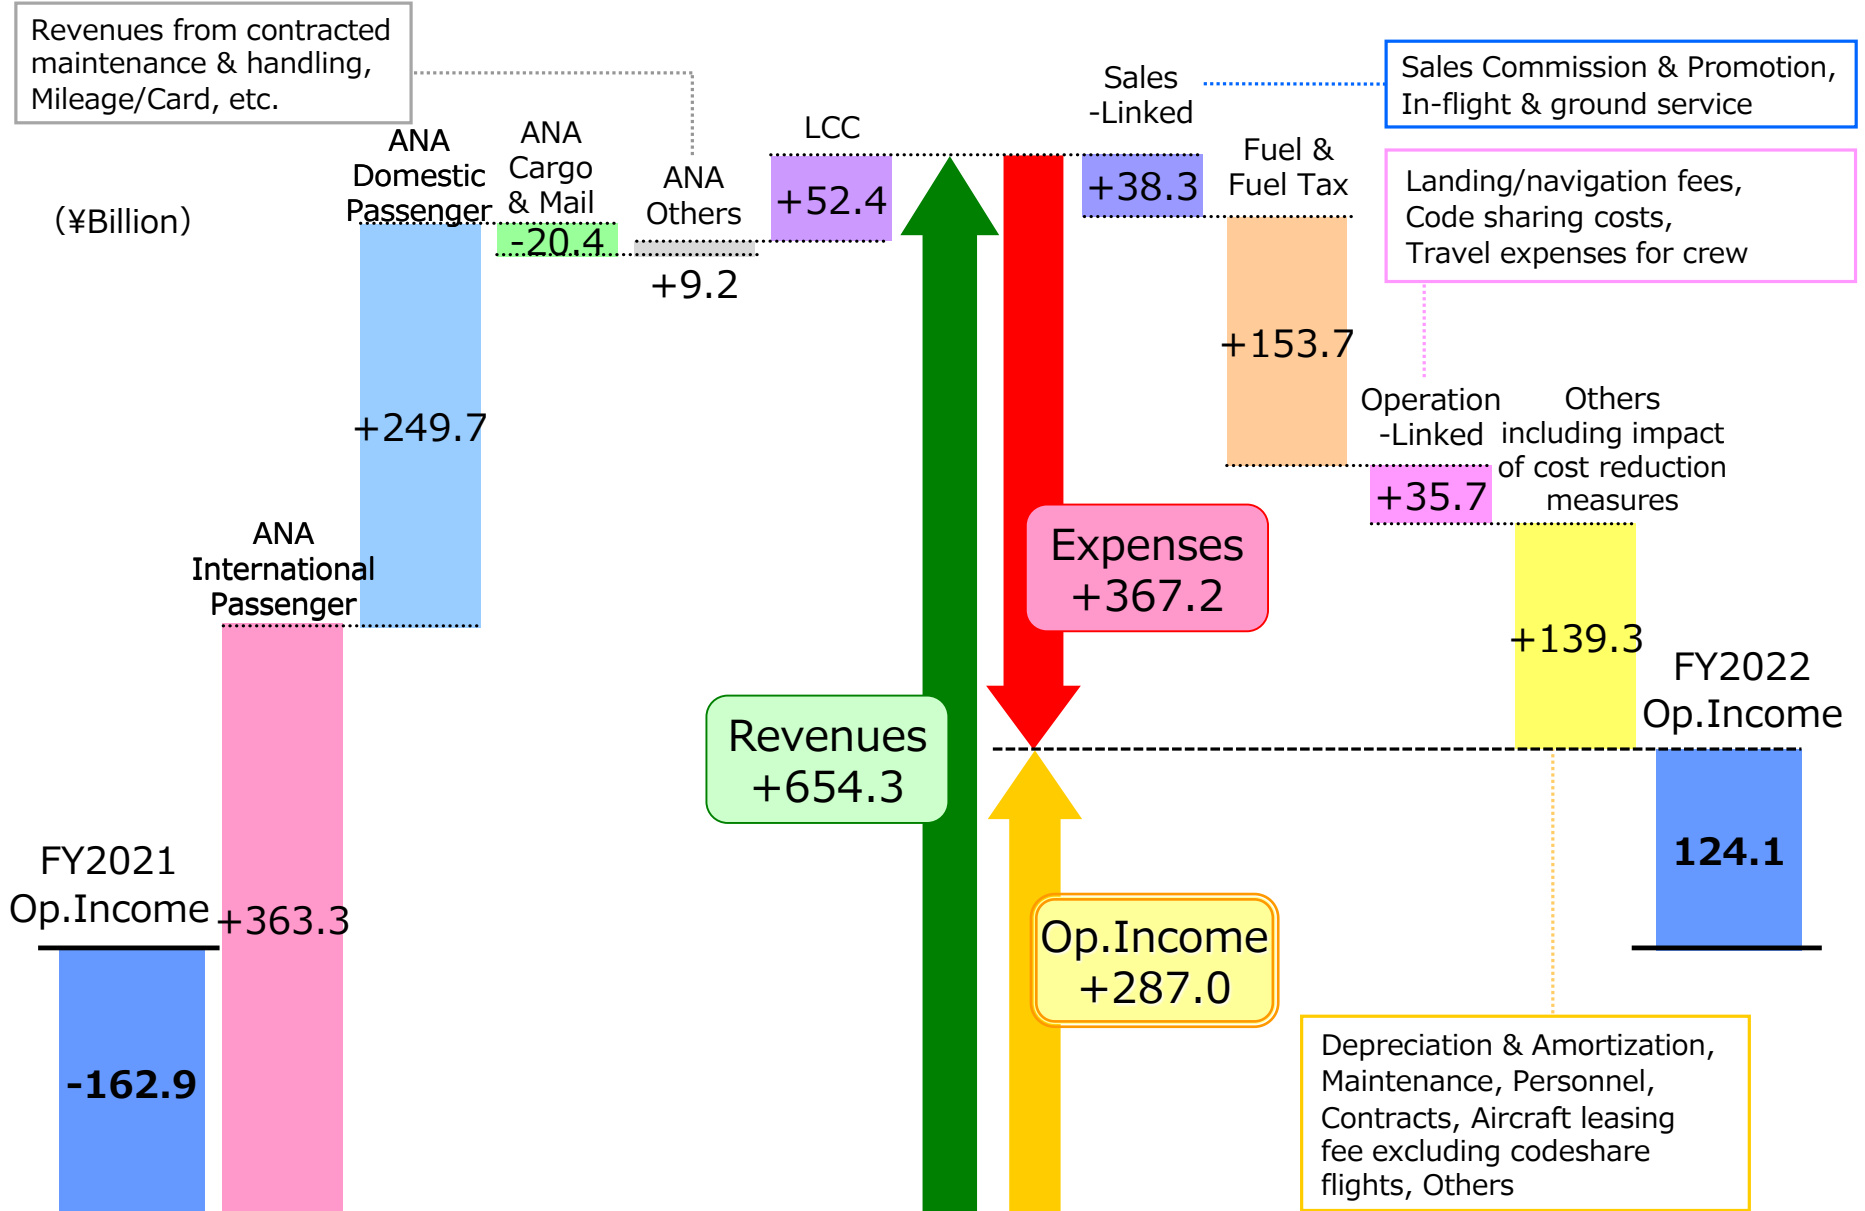 Revenues from contracted
maintenance & handling,
Mileage/Card, etc.
(¥Billion)
FY2021
Op.Income
-162.9
ANA
International
Passenger
+363.3
ANA
Domestic
Passenger
+249.7
ANA
Cargo
& Mail
-20.4
ANA
Others
+9.2
LCC
+52.4
Revenues
+654.3
Expenses
+367.2
Op.Income
+287.0
Sales
-Linked
+38.3
Sales Commission & Promotion,
In-flight & ground service
Fuel &
Fuel Tax
+153.7
Landing/navigation fees,
Code sharing costs,
Travel expenses for crew
Operation
-Linked
+35.7
Others
including impact
of cost reduction
measures
+139.3
FY2022
Op.Income
124.1
Depreciation & Amortization,
Maintenance, Personnel,
Contracts, Aircraft leasing
fee excluding codeshare
flights, Others